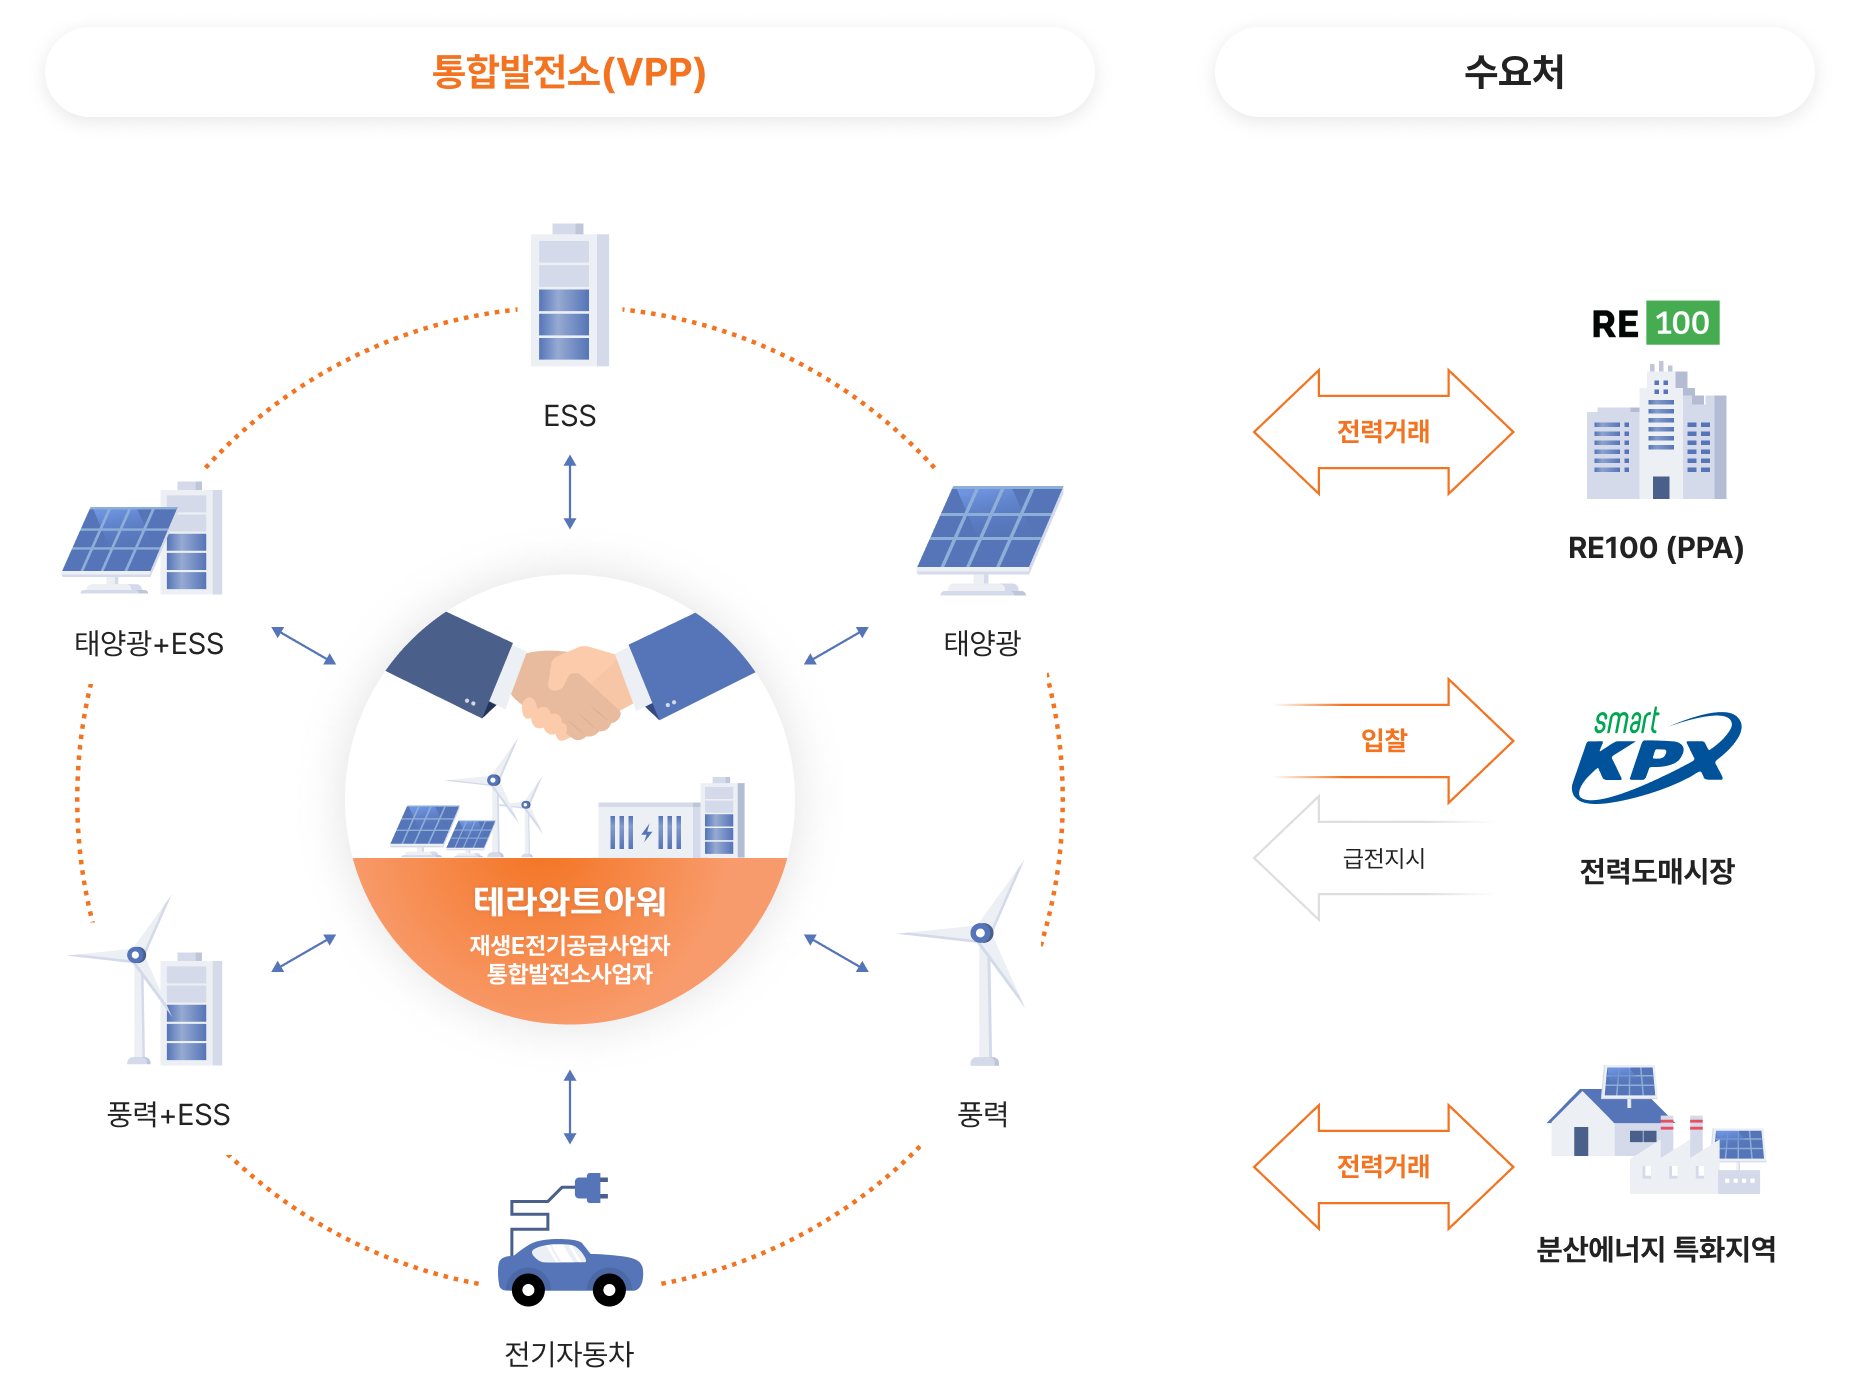 통합발전소(VPP)
수요처
ESS
태양광+ESS
태양광
테라와트아워
재생E전기공급사업자
통합발전소사업자
풍력+ESS
풍력
전기자동차
RE 100
전력거래
RE100 (PPA)
입찰
smart
KPX
급전지시
전력도매시장
전력거래
분산에너지 특화지역